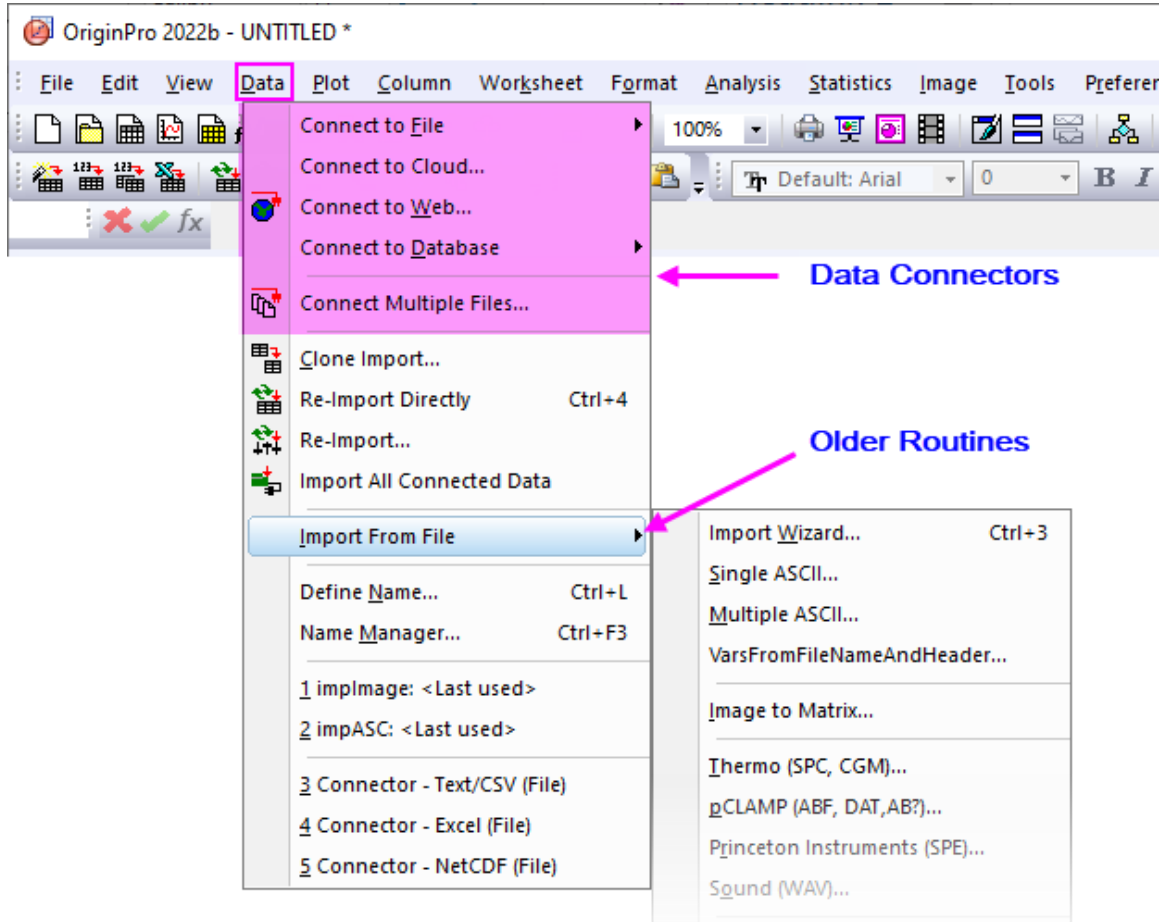 OriginPro 2022b - UNTITLED *
File Edit View Data Plot Column Worksheet Format Analysis Statistics Image Tools Preferen
100% Default: Arial 0 B I
fx
Connect to File
Connect to Cloud...
Connect to Web...
Connect to Database
Data Connectors
Connect Multiple Files...
Clone Import...
Re-Import Directly Ctrl+4
Re-Import...
Older Routines
Import All Connected Data
Import From File
Import Wizard... Ctrl+3
Single ASCII...
Define Name... Ctrl+L
Multiple ASCII...
Name Manager... Ctrl+F3
VarsFromFileNameAndHeader...
1 impImage: <Last used>
Image to Matrix...
2 impASC: <Last used>
Thermo (SPC, CGM)...
3 Connector - Text/CSV (File)
pCLAMP (ABF, DAT,AB?)...
4 Connector - Excel (File)
Princeton Instruments (SPE)...
5 Connector - NetCDF (File)
Sound (WAV)...